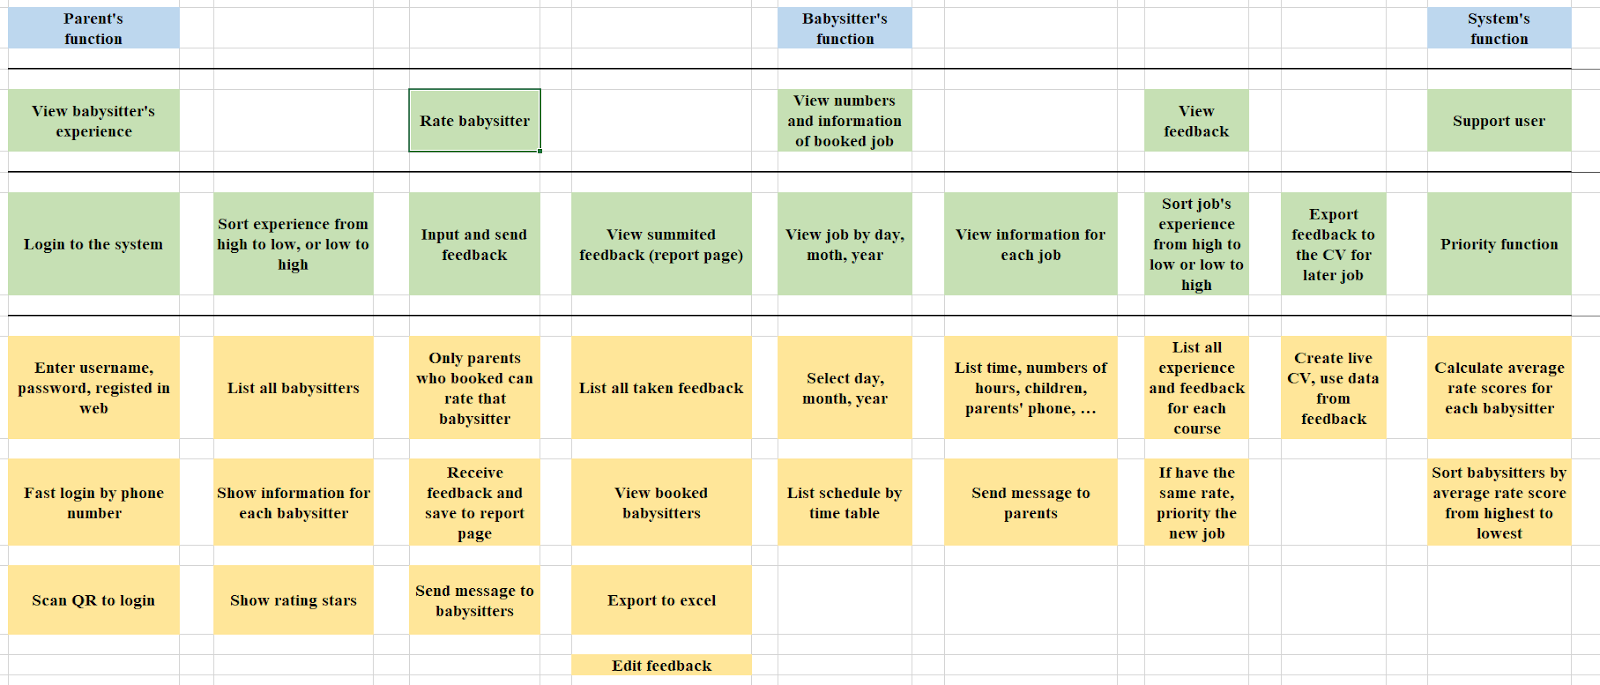 Parent's
function
Babysitter's
function
System's
function
View babysitter's
experience
Rate babysitter
View numbers
and information
of booked job
View
feedback
Support user
Login to the system
Sort experience from
high to low, or low to
high
Input and send
feedback
View summited
feedback (report page)
View job by day,
moth, year
View information for
each job
Sort job's
experience
from high to
low or low to
high
Export
feedback to
the CV for
later job
Priority function
Enter username,
password, registed in
web
List all babysitters
Only parents
who booked can
rate that
babysitter
List all taken feedback
Select day,
month, year
List time, numbers of
hours, children,
parents' phone, …
List all
experience
and feedback
for each
course
Create live
CV, use data
from
feedback
Calculate average
rate scores for
each babysitter
Fast login by phone
number
Show information for
each babysitter
Receive
feedback and
save to report
page
View booked
babysitters
List schedule by
time table
Send message to
parents
If have the
same rate,
priority the
new job
Sort babysitters by
average rate score
from highest to
lowest
Scan QR to login
Show rating stars
Send message to
babysitters
Export to excel
Edit feedback